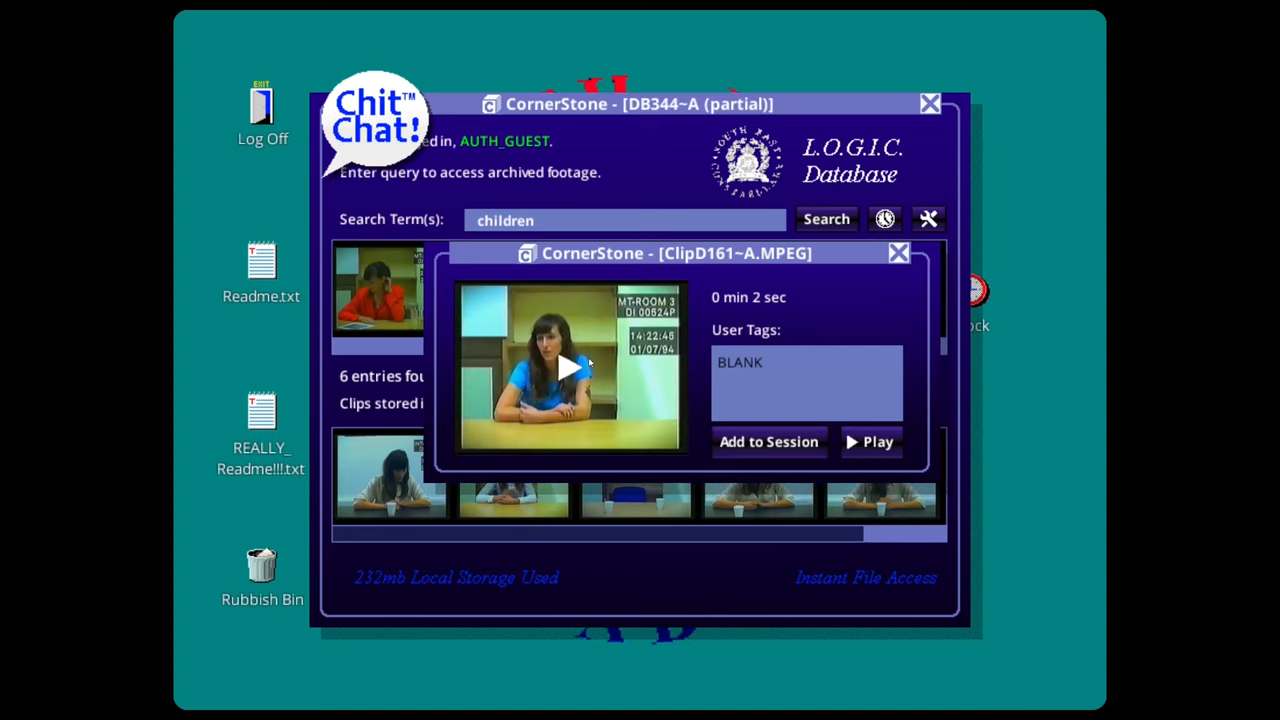 EXIT
Log Off
Readme.txt
REALLY_
Readme!!!.txt
Rubbish Bin
Chit™
Chat!
CornerStone - [DB344~A (partial)]
ed in, AUTH_GUEST.
Enter query to access archived footage.
L.O.G.I.C.
Database
Search Term(s):
children
Search
CornerStone - [ClipD161~A.MPEG]
MT-ROOM 3
DI 00524P
14:22:45
01/07/94
0 min 2 sec
User Tags:
BLANK
Add to Session
Play
6 entries fou
Clips stored i
ock
232mb Local Storage Used
Instant File Access